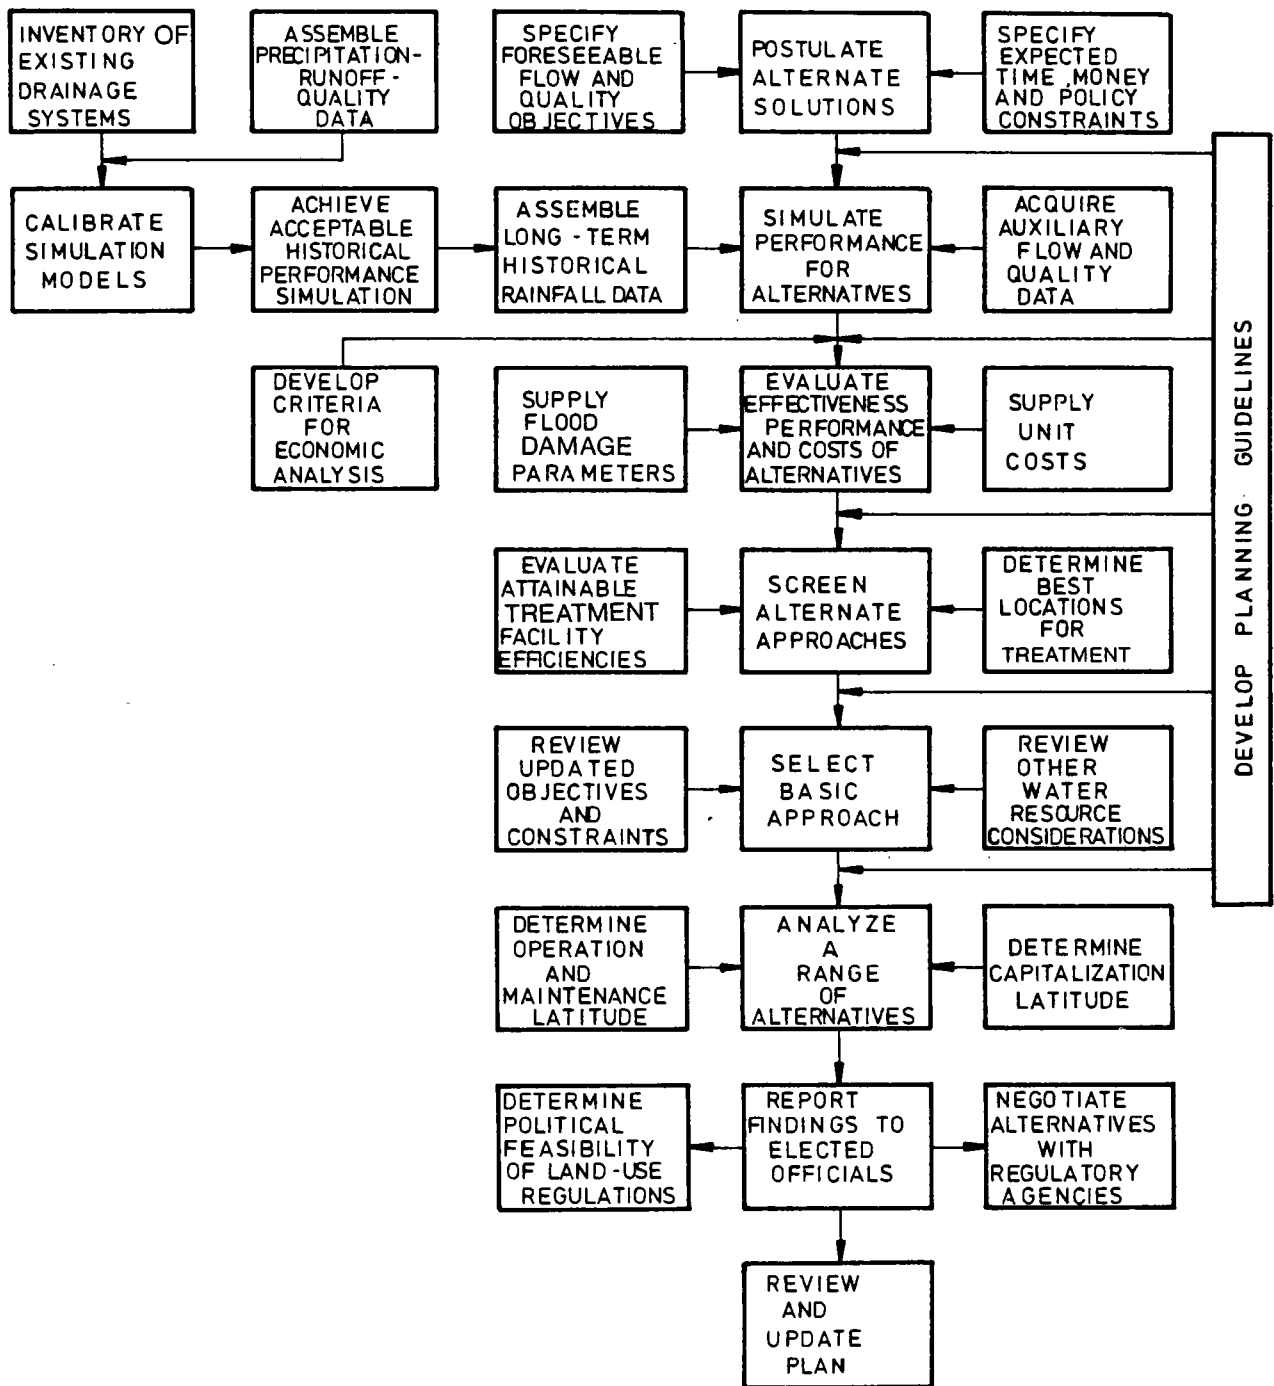 INVENTORY OF
EXISTING
DRAINAGE
SYSTEMS
ASSEMBLE
PRECIPITATION-
RUNOFF-
QUALITY
DATA
SPECIFY
FORESEEABLE
FLOW AND
QUALITY
OBJECTIVES
POSTULATE
ALTERNATE
SOLUTIONS
SPECIFY
EXPECTED
TIME, MONEY
AND POLICY
CONSTRAINTS
CALIBRATE
SIMULATION
MODELS
ACHIEVE
ACCEPTABLE
HISTORICAL
PERFORMANCE
SIMULATION
ASSEMBLE
LONG-TERM
HISTORICAL
RAINFALL DATA
SIMULATE
PERFORMANCE
FOR
ALTERNATIVES
ACQUIRE
AUXILIARY
FLOW AND
QUALITY
DATA
DEVELOP
CRITERIA
FOR
ECONOMIC
ANALYSIS
SUPPLY
FLOOD
DAMAGE
PARAMETERS
EVALUATE
EFFECTIVENESS
PERFORMANCE
AND COSTS OF
ALTERNATIVES
SUPPLY
UNIT
COSTS
DEVELOP PLANNING GUIDELINES
EVALUATE
ATTAINABLE
TREATMENT
FACILITY
EFFICIENCIES
SCREEN
ALTERNATE
APPROACHES
DETERMINE
BEST
LOCATIONS
FOR
TREATMENT
REVIEW
UPDATED
OBJECTIVES
AND
CONSTRAINTS
SELECT
BASIC
APPROACH
REVIEW
OTHER
WATER
RESOURCE
CONSIDERATIONS
DETERMINE
OPERATION
AND
MAINTENANCE
LATITUDE
ANALYZE
A
RANGE
OF
ALTERNATIVES
DETERMINE
CAPITALIZATION
LATITUDE
DETERMINE
POLITICAL
FEASIBILITY
OF LAND-USE
REGULATIONS
REPORT
FINDINGS TO
ELECTED
OFFICIALS
NEGOTIATE
ALTERNATIVES
WITH
REGULATORY
AGENCIES
REVIEW
AND
UPDATE
PLAN